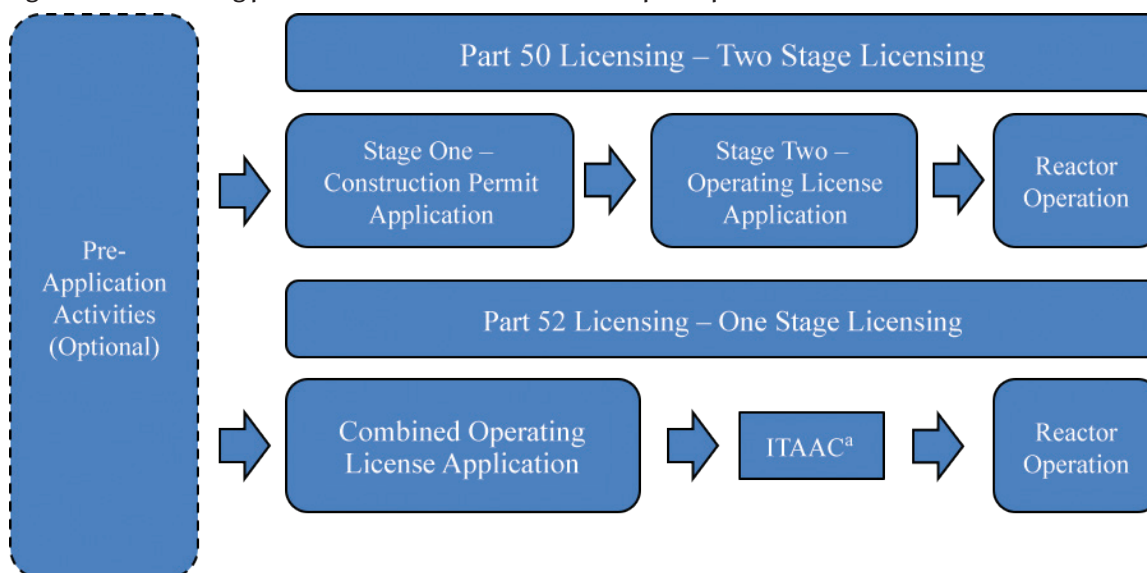 Pre-
Application
Activities
(Optional)
Part 50 Licensing – Two Stage Licensing
Stage One –
Construction Permit
Application
Stage Two –
Operating License
Application
Reactor
Operation
Part 52 Licensing – One Stage Licensing
Combined Operating
License Application
ITAACᵃ
Reactor
Operation